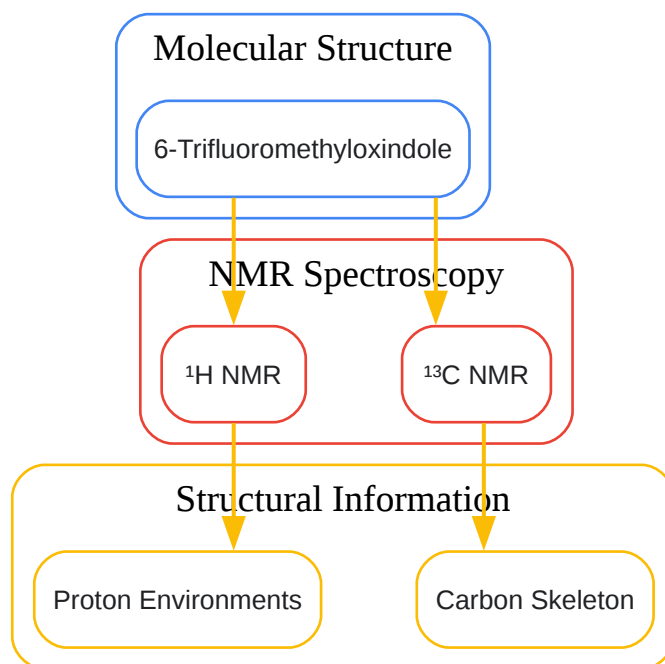 Molecular Structure
6-Trifluoromethyloxindole
NMR Spectroscopy
¹H NMR
¹³C NMR
Structural Information
Proton Environments
Carbon Skeleton